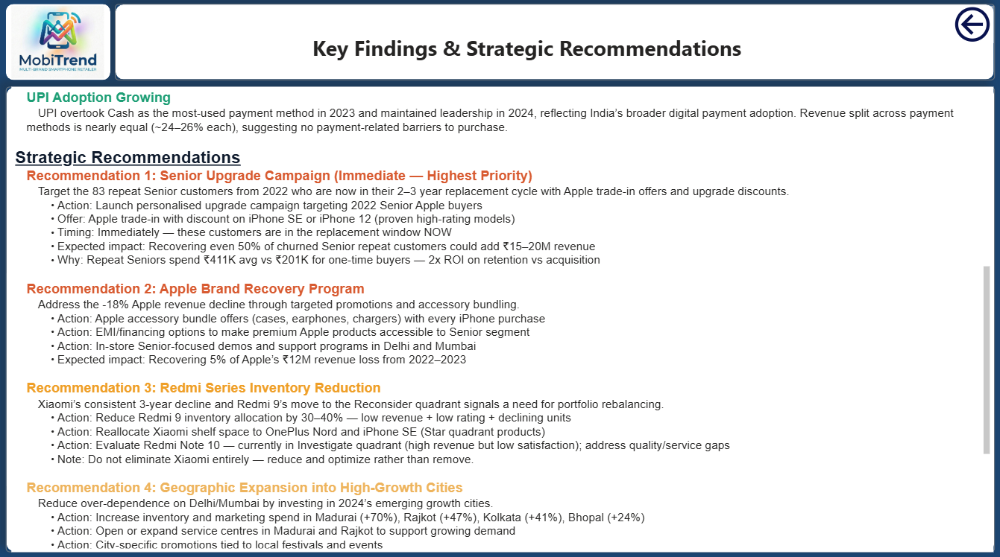 MobiTrend
MULTI-BRAND SMARTPHONE RETAILER
Key Findings & Strategic Recommendations
UPI Adoption Growing
UPI overtook Cash as the most-used payment method in 2023 and maintained leadership in 2024, reflecting India's broader digital payment adoption. Revenue split across payment
methods is nearly equal (~24–26% each), suggesting no payment-related barriers to purchase.
Strategic Recommendations
Recommendation 1: Senior Upgrade Campaign (Immediate — Highest Priority)
Target the 83 repeat Senior customers from 2022 who are now in their 2–3 year replacement cycle with Apple trade-in offers and upgrade discounts.
• Action: Launch personalised upgrade campaign targeting 2022 Senior Apple buyers
• Offer: Apple trade-in with discount on iPhone SE or iPhone 12 (proven high-rating models)
• Timing: Immediately — these customers are in the replacement window NOW
• Expected impact: Recovering even 50% of churned Senior repeat customers could add ₹15–20M revenue
• Why: Repeat Seniors spend ₹411K avg vs ₹201K for one-time buyers — 2x ROI on retention vs acquisition
Recommendation 2: Apple Brand Recovery Program
Address the -18% Apple revenue decline through targeted promotions and accessory bundling.
• Action: Apple accessory bundle offers (cases, earphones, chargers) with every iPhone purchase
• Action: EMI/financing options to make premium Apple products accessible to Senior segment
• Action: In-store Senior-focused demos and support programs in Delhi and Mumbai
• Expected impact: Recovering 5% of Apple's ₹12M revenue loss from 2022–2023
Recommendation 3: Redmi Series Inventory Reduction
Xiaomi's consistent 3-year decline and Redmi 9's move to the Reconsider quadrant signals a need for portfolio rebalancing.
• Action: Reduce Redmi 9 inventory allocation by 30–40% — low revenue + low rating + declining units
• Action: Reallocate Xiaomi shelf space to OnePlus Nord and iPhone SE (Star quadrant products)
• Action: Evaluate Redmi Note 10 — currently in Investigate quadrant (high revenue but low satisfaction); address quality/service gaps
• Note: Do not eliminate Xiaomi entirely — reduce and optimize rather than remove.
Recommendation 4: Geographic Expansion into High-Growth Cities
Reduce over-dependence on Delhi/Mumbai by investing in 2024's emerging growth cities.
• Action: Increase inventory and marketing spend in Madurai (+70%), Rajkot (+47%), Kolkata (+41%), Bhopal (+24%)
• Action: Open or expand service centres in Madurai and Rajkot to support growing demand
• Action: City-specific promotions tied to local festivals and events